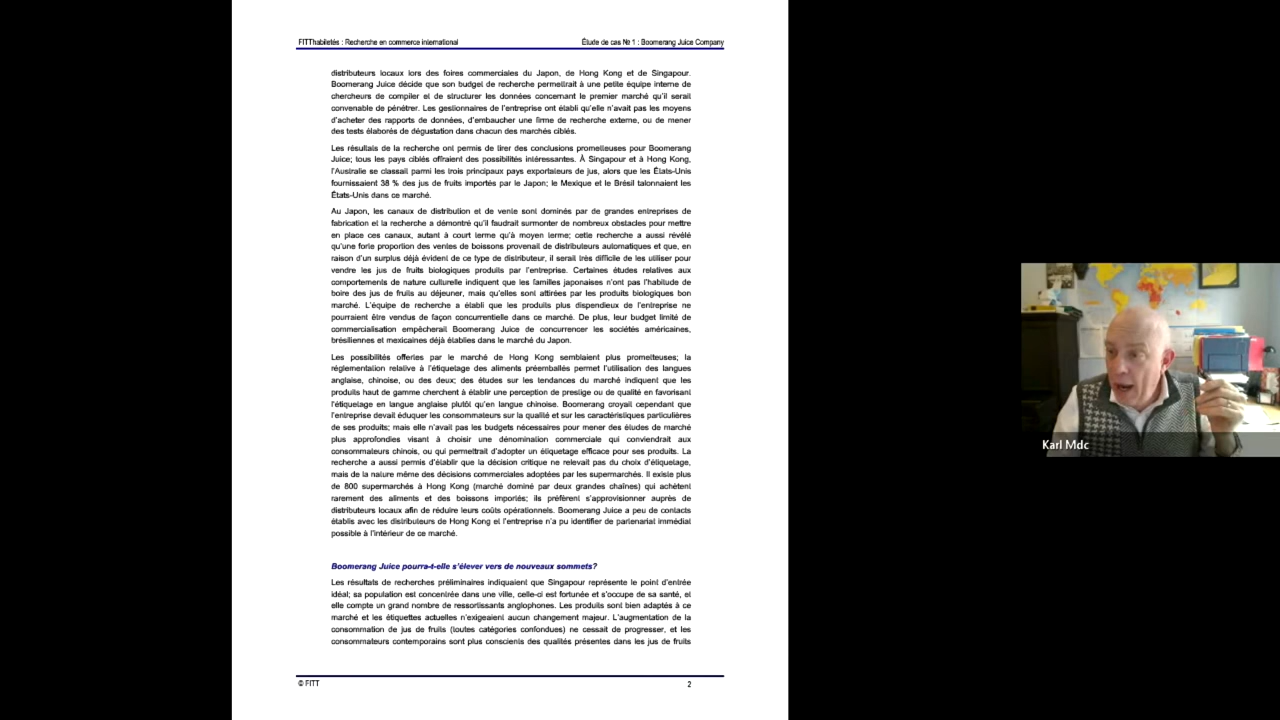 FITThabiletés : Recherche en commerce international
Étude de cas № 1 : Boomerang Juice Company
distributeurs locaux lors des foires commerciales du Japon, de Hong Kong et de Singapour.
Boomerang Juice décide que son budget de recherche permettrait à une petite équipe interne de
chercheurs de compiler et de structurer les données concernant le premier marché qu'il serait
convenable de pénétrer. Les gestionnaires de l'entreprise ont établi qu'elle n'avait pas les moyens
d'acheter des rapports de données, d'embaucher une firme de recherche externe, ou de mener
des tests élaborés de dégustation dans chacun des marchés ciblés.
Les résultats de la recherche ont permis de tirer des conclusions prometteuses pour Boomerang
Juice; tous les pays ciblés offraient des possibilités intéressantes. À Singapour et à Hong Kong,
l'Australie se classait parmi les trois principaux pays exportateurs de jus, alors que les États-Unis
fournissaient 38 % des jus de fruits importés par le Japon; le Mexique et le Brésil talonnaient les
États-Unis dans ce marché.
Au Japon, les canaux de distribution et de vente sont dominés par de grandes entreprises de
fabrication et la recherche a démontré qu'il faudrait surmonter de nombreux obstacles pour mettre
en place ces canaux, autant à court terme qu'à moyen terme; cette recherche a aussi révélé
qu'une forte proportion des ventes de boissons provenait de distributeurs automatiques et que, en
raison d'un surplus déjà évident de ce type de distributeur, il serait très difficile de les utiliser pour
vendre les jus de fruits biologiques produits par l'entreprise. Certaines études relatives aux
comportements de nature culturelle indiquent que les familles japonaises n'ont pas l'habitude de
boire des jus de fruits au déjeuner, mais qu'elles sont attirées par les produits biologiques bon
marché. L'équipe de recherche a établi que les produits plus dispendieux de l'entreprise ne
pourraient être vendus de façon concurrentielle dans ce marché. De plus, leur budget limité de
commercialisation empêcherait Boomerang Juice de concurrencer les sociétés américaines,
brésiliennes et mexicaines déjà établies dans le marché du Japon.
Les possibilités offertes par le marché de Hong Kong semblaient plus prometteuses; la
réglementation relative à l'étiquetage des aliments préemballés permet l'utilisation des langues
anglaise, chinoise, ou des deux; des études sur les tendances du marché indiquent que les
produits haut de gamme cherchent à établir une perception de prestige ou de qualité en favorisant
l'étiquetage en langue anglaise plutôt qu'en langue chinoise. Boomerang croyait cependant que
l'entreprise devait éduquer les consommateurs sur la qualité et sur les caractéristiques particulières
de ses produits; mais elle n'avait pas les budgets nécessaires pour mener des études de marché
plus approfondies visant à choisir une dénomination commerciale qui conviendrait aux
consommateurs chinois, ou qui permettrait d'adopter un étiquetage efficace pour ses produits. La
recherche a aussi permis d'établir que la décision critique ne relevait pas du choix d'étiquetage,
mais de la nature même des décisions commerciales adoptées par les supermarchés. Il existe plus
de 800 supermarchés à Hong Kong (marché dominé par deux grandes chaînes) qui achètent
rarement des aliments et des boissons importés; ils préfèrent s'approvisionner auprès de
distributeurs locaux afin de réduire leurs coûts opérationnels. Boomerang Juice a peu de contacts
établis avec les distributeurs de Hong Kong et l'entreprise n'a pu identifier de partenariat immédiat
possible à l'intérieur de ce marché.
Boomerang Juice pourra-t-elle s'élever vers de nouveaux sommets?
Les résultats de recherches préliminaires indiquaient que Singapour représente le point d'entrée
idéal; sa population est concentrée dans une ville, celle-ci est fortunée et s'occupe de sa santé, et
elle compte un grand nombre de ressortissants anglophones. Les produits sont bien adaptés à ce
marché et les étiquettes actuelles n'exigeaient aucun changement majeur. L'augmentation de la
consommation de jus de fruits (toutes catégories confondues) ne cessait de progresser, et les
consommateurs contemporains sont plus conscients des qualités présentes dans les jus de fruits
© FITT
2
Karl Mdc